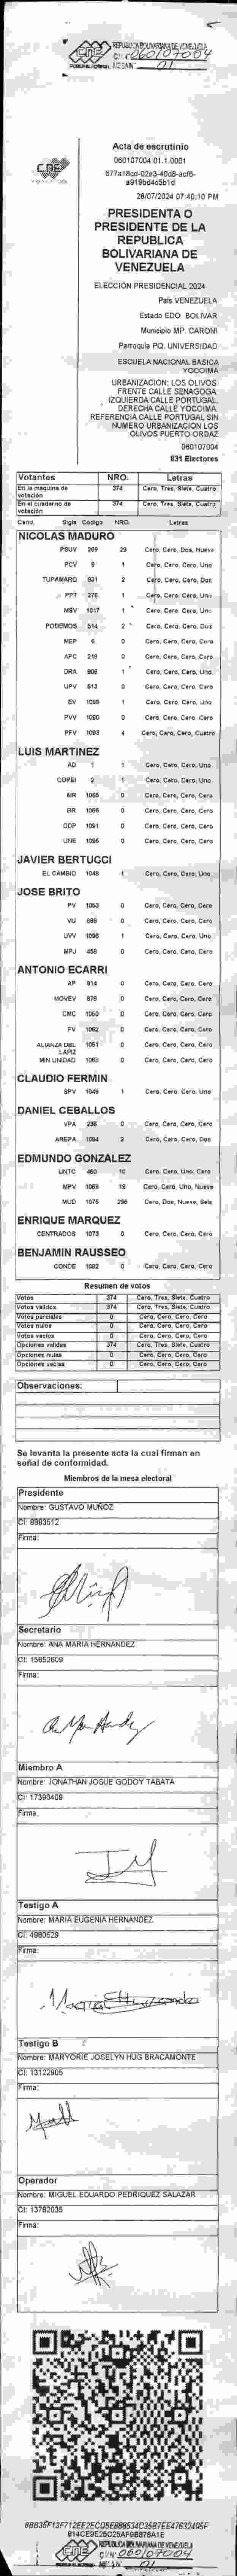 REPUBLICA BOLIVARIANA DE VENEZUELA
CNE
060107004
MESA Nº 01
Acta de escrutinio
060107004.01.1.0001
677a18cd-02e3-40d8-acf6-
a919bd4c5b1d
28/07/2024 07:40:10 PM
CNE
PRESIDENTA O
PRESIDENTE DE LA
REPUBLICA
BOLIVARIANA DE
VENEZUELA
ELECCIÓN PRESIDENCIAL 2024
País VENEZUELA
Estado EDO. BOLIVAR
Municipio MP. CARONI
Parroquia PQ. UNIVERSIDAD
ESCUELA NACIONAL BASICA
YOCOIMA
URBANIZACION: LOS OLIVOS
FRENTE CALLE SENAGOGA
IZQUIERDA CALLE PORTUGAL.
DERECHA CALLE YOCOIMA.
REFERENCIA CALLE PORTUGAL SIN
NUMERO URBANIZACION LOS
OLIVOS PUERTO ORDAZ
060107004
831 Electores
Votantes NRO. Letras
En la máquina de votación 374 Cero, Tres, Siete, Cuatro
En el cuaderno de votación 374 Cero, Tres, Siete, Cuatro
Cand. Sigla Código NRO. Letras
NICOLAS MADURO
PSUV 269 29 Cero, Cero, Dos, Nueve
PCV 9 1 Cero, Cero, Cero, Uno
TUPAMARO 931 2 Cero, Cero, Cero, Dos
PPT 276 1 Cero, Cero, Cero, Uno
MSV 1017 1 Cero, Cero, Cero, Uno
PODEMOS 514 2 Cero, Cero, Cero, Dos
MEP 6 0 Cero, Cero, Cero, Cero
APC 219 0 Cero, Cero, Cero, Cero
ORA 906 1 Cero, Cero, Cero, Uno
UPV 613 0 Cero, Cero, Cero, Cero
EV 1089 1 Cero, Cero, Cero, Uno
PVV 1090 0 Cero, Cero, Cero, Cero
PFV 1093 4 Cero, Cero, Cero, Cuatro
LUIS MARTINEZ
AD 1 1 Cero, Cero, Cero, Uno
COPEI 2 1 Cero, Cero, Cero, Uno
MR 1065 0 Cero, Cero, Cero, Cero
BR 1066 0 Cero, Cero, Cero, Cero
DDP 1091 0 Cero, Cero, Cero, Cero
UNE 1095 0 Cero, Cero, Cero, Cero
JAVIER BERTUCCI
EL CAMBIO 1048 1 Cero, Cero, Cero, Uno
JOSE BRITO
PV 1053 0 Cero, Cero, Cero, Cero
VU 698 0 Cero, Cero, Cero, Cero
UVV 1096 1 Cero, Cero, Cero, Uno
MPJ 458 0 Cero, Cero, Cero, Cero
ANTONIO ECARRI
AP 914 0 Cero, Cero, Cero, Cero
MOVEV 978 0 Cero, Cero, Cero, Cero
CMC 1050 0 Cero, Cero, Cero, Cero
FV 1062 0 Cero, Cero, Cero, Cero
ALIANZA DEL LAPIZ 1051 0 Cero, Cero, Cero, Cero
MIN UNIDAD 1088 0 Cero, Cero, Cero, Cero
CLAUDIO FERMIN
SPV 1049 1 Cero, Cero, Cero, Uno
DANIEL CEBALLOS
VPA 238 0 Cero, Cero, Cero, Cero
AREPA 1094 2 Cero, Cero, Cero, Dos
EDMUNDO GONZALEZ
UNTC 460 10 Cero, Cero, Uno, Cero
MPV 1069 19 Cero, Cero, Uno, Nueve
MUD 1075 296 Cero, Dos, Nueve, Seis
ENRIQUE MARQUEZ
CENTRADOS 1073 0 Cero, Cero, Cero, Cero
BENJAMIN RAUSSEO
CONDE 1092 0 Cero, Cero, Cero, Cero
Resumen de votos
Votos 374 Cero, Tres, Siete, Cuatro
Votos validos 374 Cero, Tres, Siete, Cuatro
Votos parciales 0 Cero, Cero, Cero, Cero
Votos nulos 0 Cero, Cero, Cero, Cero
Votos vacios 0 Cero, Cero, Cero, Cero
Opciones validas 374 Cero, Tres, Siete, Cuatro
Opciones nulas 0 Cero, Cero, Cero, Cero
Opciones vacias 0 Cero, Cero, Cero, Cero
Observaciones:
Se levanta la presente acta la cual firman en
señal de conformidad.
Miembros de la mesa electoral
Presidente
Nombre: GUSTAVO MUÑOZ
CI: 8883512
Firma:
Secretario
Nombre: ANA MARIA HERNANDEZ
CI: 15852809
Firma:
Miembro A
Nombre: JONATHAN JOSUE GODOY TABATA
CI: 17390409
Firma:
Testigo A
Nombre: MARIA EUGENIA HERNANDEZ
CI: 4980629
Firma:
Testigo B
Nombre: MARYORIE JOSELYN HUG BRACAMONTE
CI: 13122905
Firma:
Operador
Nombre: MIGUEL EDUARDO PEDRIQUEZ SALAZAR
CI: 13782035
Firma:
814CE9E25C25AF9BB78A1E
REPUBLICA BOLIVARIANA DE VENEZUELA
CNE
060107004
MESA Nº 01